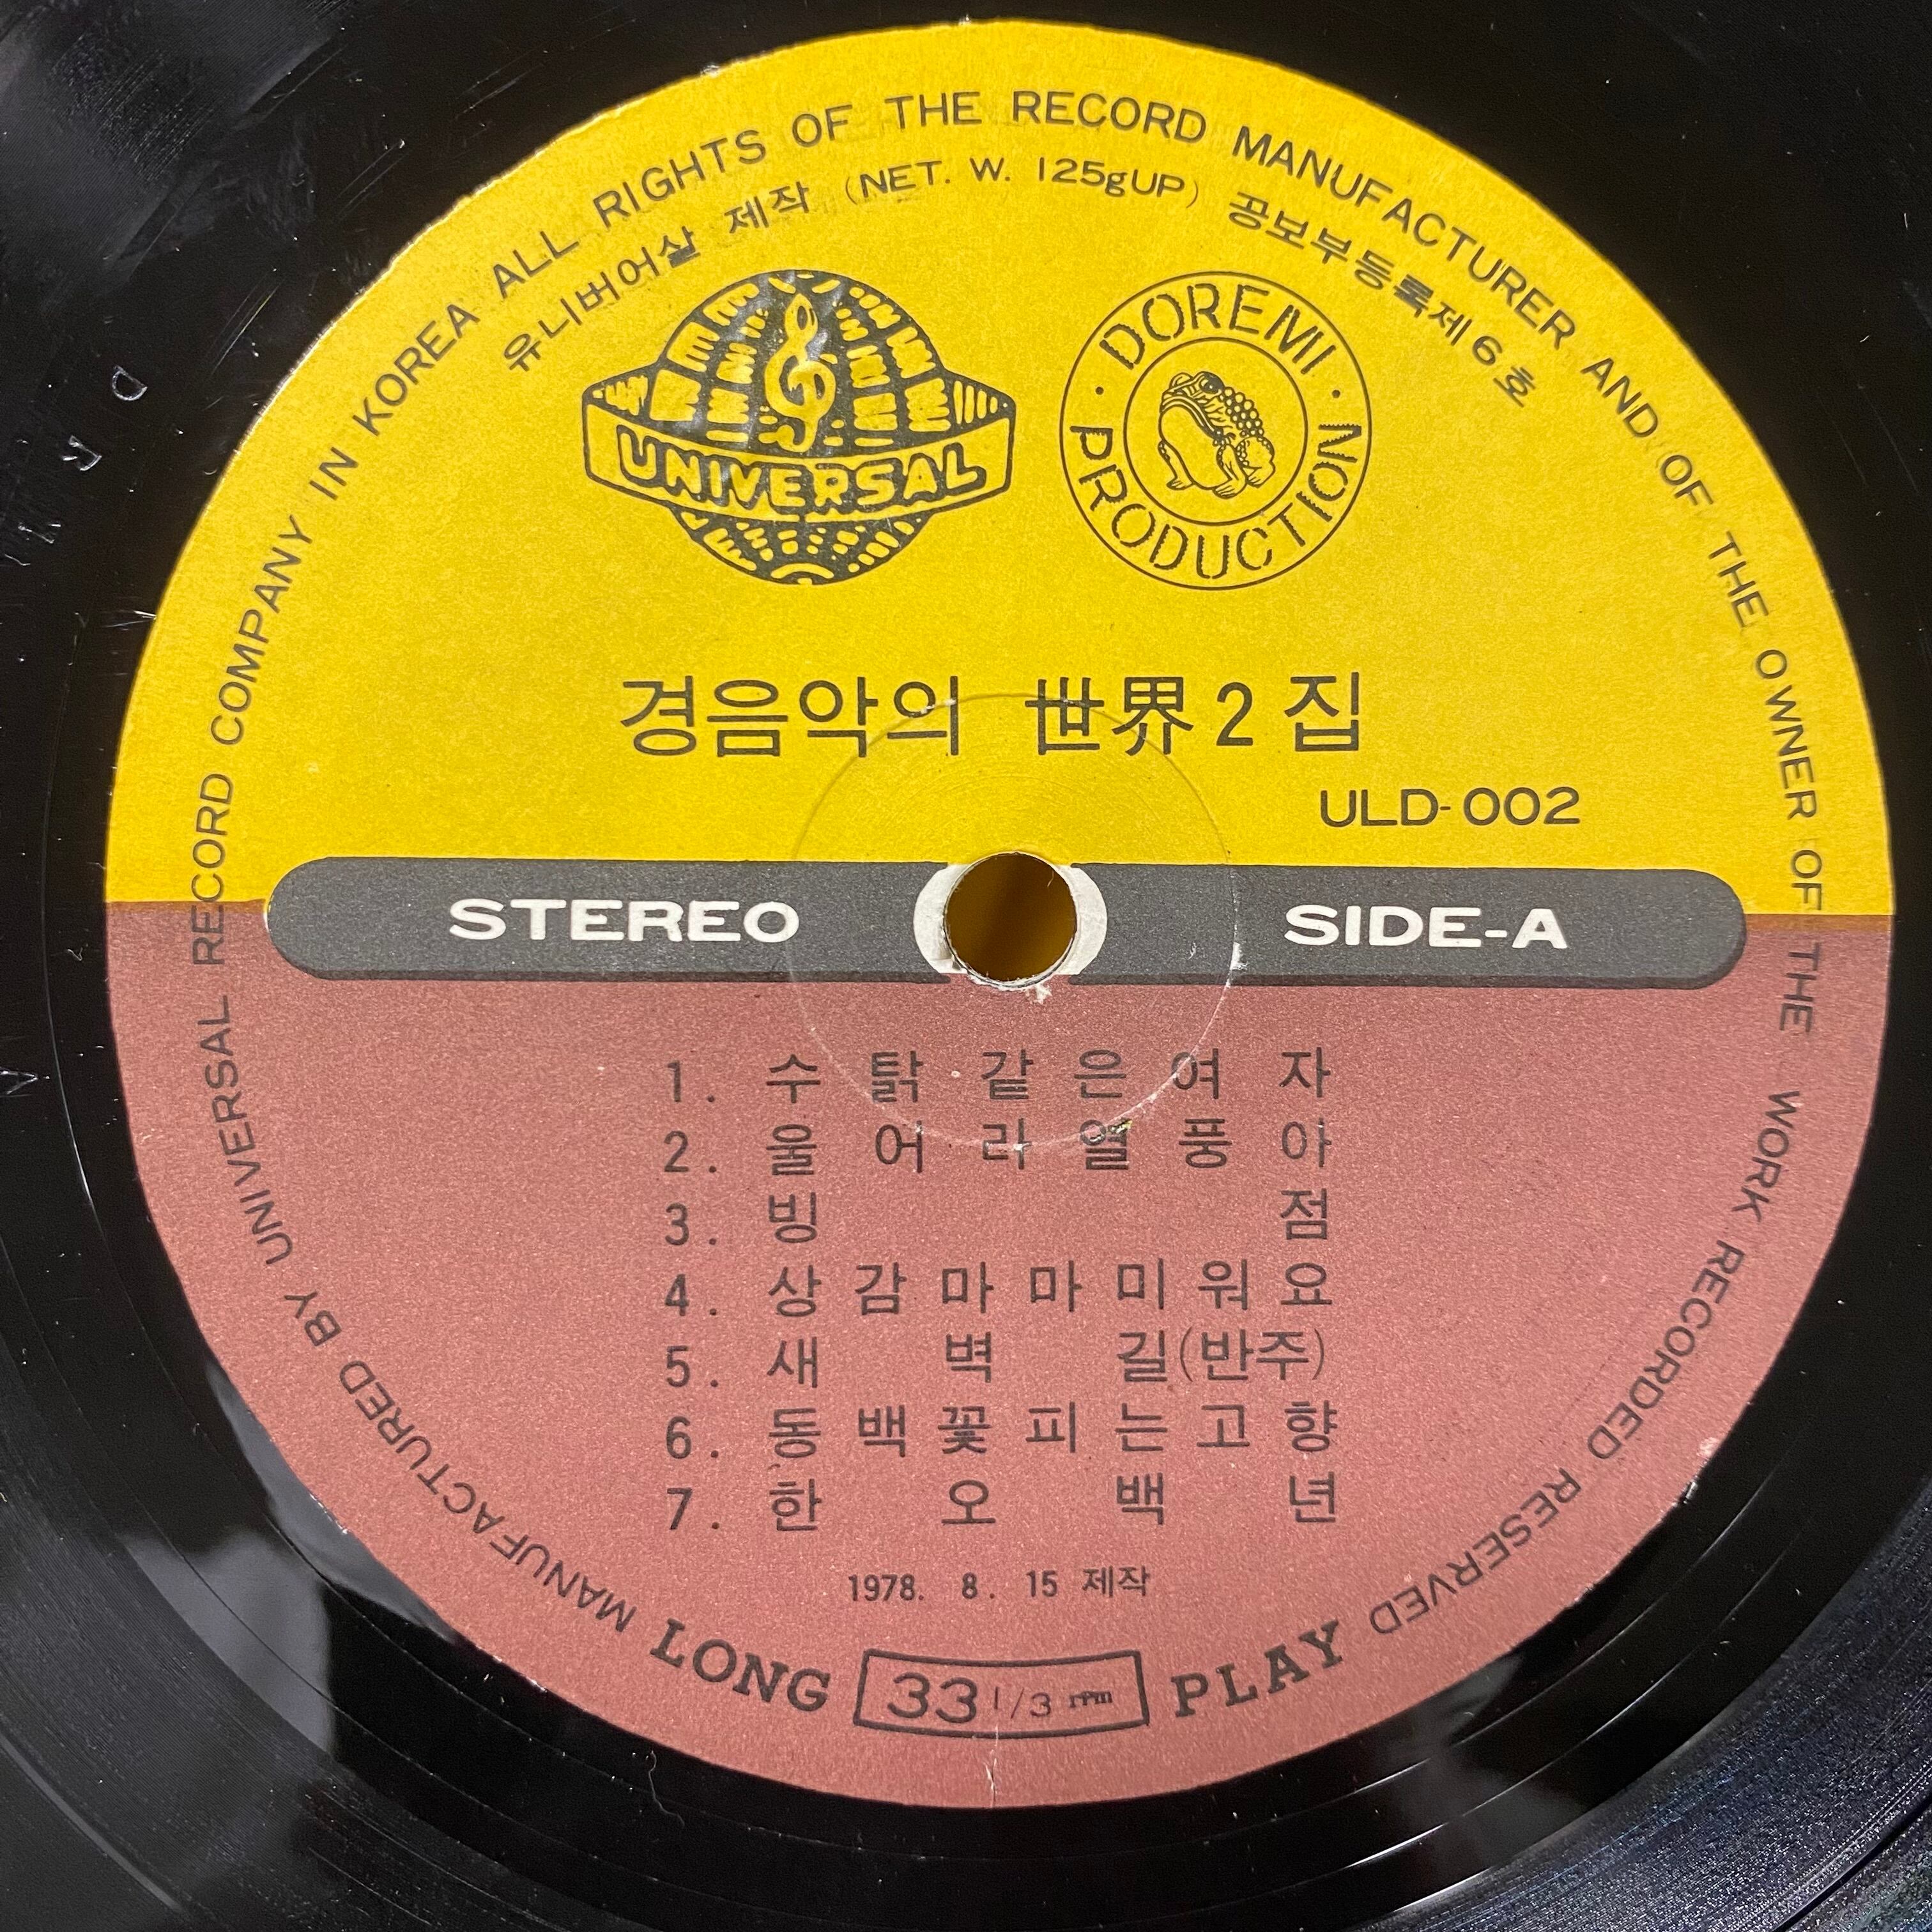 MANUFACTURED BY UNIVERSAL RECORD COMPANY IN KOREA ALL RIGHTS OF THE RECORD MANUFACTURER AND OF THE OWNER OF THE WORK RECORDED RESERVED
유니버어살 제작 (NET. W. 125gUP) 공보부등록제6호
UNIVERSAL
DOREMI PRODUCTION
경음악의 世界2집
ULD-002
STEREO SIDE-A
1. 수탉같은여자
2. 울어라열풍아
3. 빙점
4. 상감마마미워요
5. 새벽길(반주)
6. 동백꽃피는고향
7. 한오백년
1978. 8. 15 제작
LONG 33 1/3 rpm PLAY